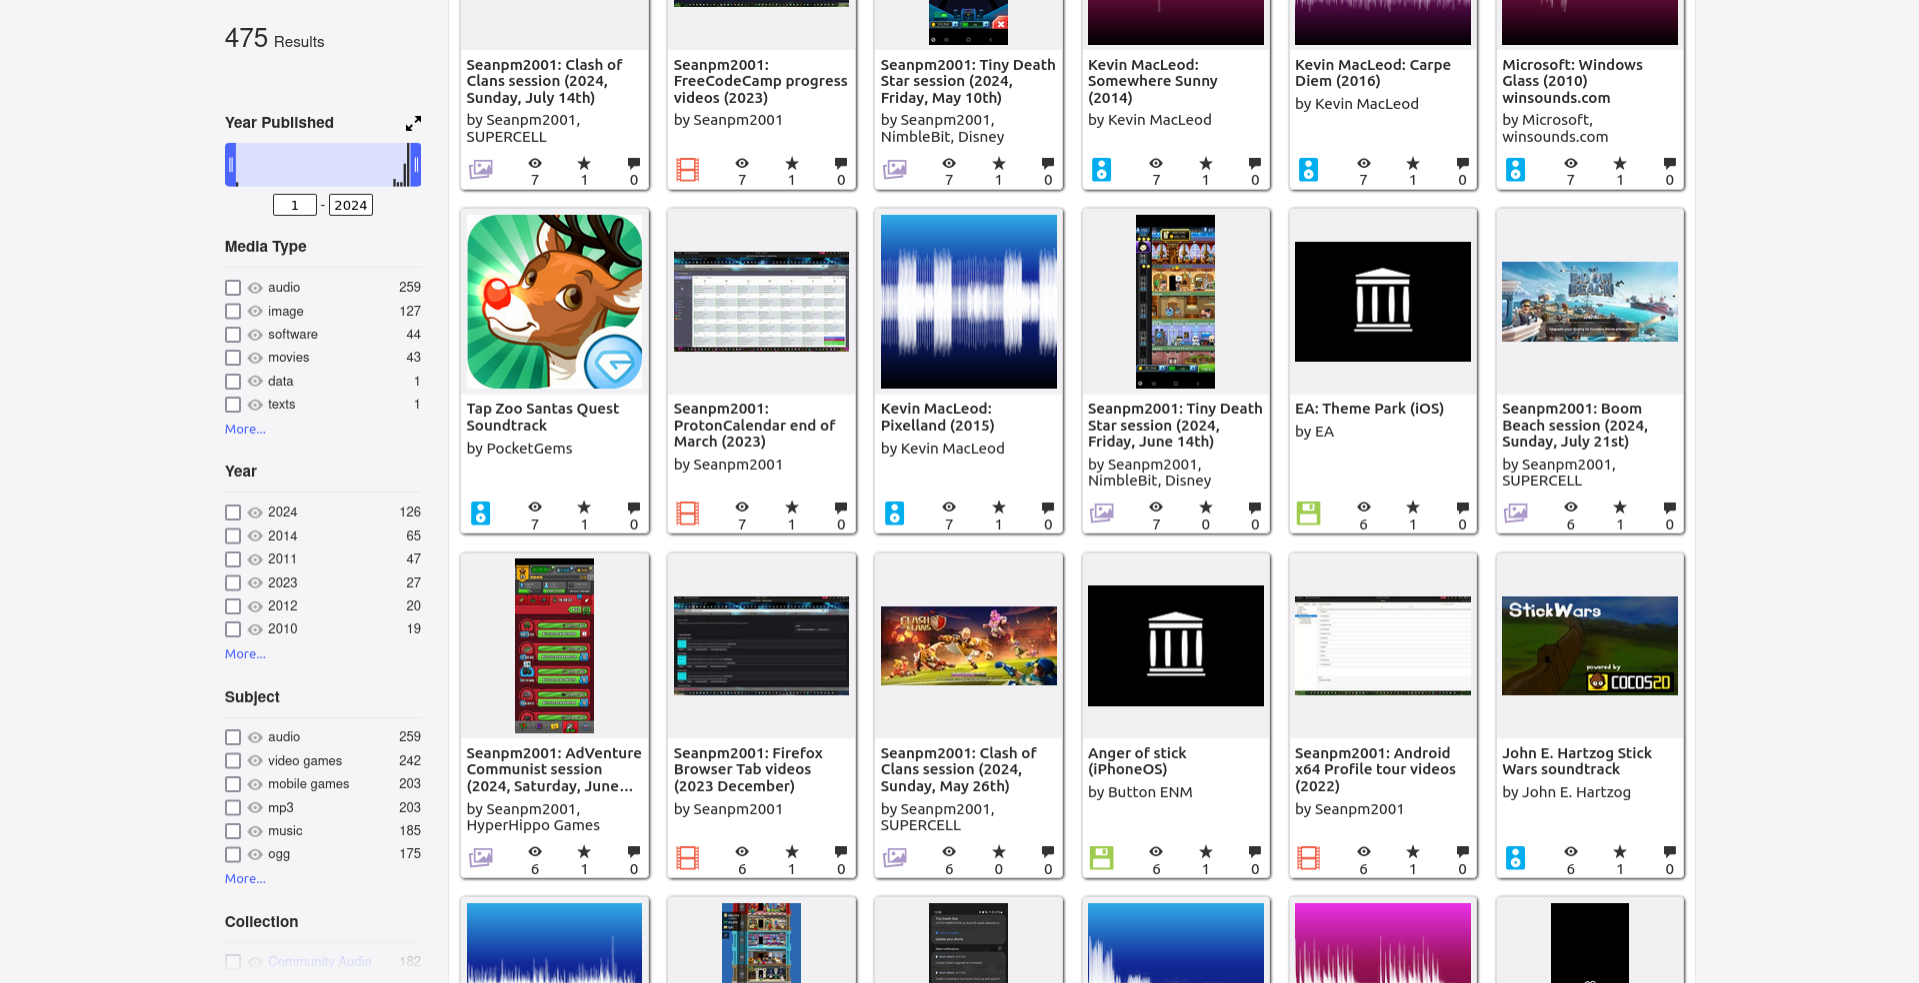 475 Results
Year Published
1 - 2024
Media Type
audio 259
image 127
software 44
movies 43
data 1
texts 1
More...
Year
2024 126
2014 65
2011 47
2023 27
2012 20
2010 19
More...
Subject
audio 259
video games 242
mobile games 203
mp3 203
music 185
ogg 175
More...
Collection
Community Audio 182
Seanpm2001: Clash of
Clans session (2024,
Sunday, July 14th)
by Seanpm2001,
SUPERCELL
7 1 0
Seanpm2001:
FreeCodeCamp progress
videos (2023)
by Seanpm2001
7 1 0
Seanpm2001: Tiny Death
Star session (2024,
Friday, May 10th)
by Seanpm2001,
NimbleBit, Disney
7 1 0
Kevin MacLeod:
Somewhere Sunny
(2014)
by Kevin MacLeod
7 1 0
Kevin MacLeod: Carpe
Diem (2016)
by Kevin MacLeod
7 1 0
Microsoft: Windows
Glass (2010)
winsounds.com
by Microsoft,
winsounds.com
7 1 0
Tap Zoo Santas Quest
Soundtrack
by PocketGems
7 1 0
Seanpm2001:
ProtonCalendar end of
March (2023)
by Seanpm2001
7 1 0
Kevin MacLeod:
Pixelland (2015)
by Kevin MacLeod
7 1 0
Seanpm2001: Tiny Death
Star session (2024,
Friday, June 14th)
by Seanpm2001,
NimbleBit, Disney
7 0 0
EA: Theme Park (iOS)
by EA
6 1 0
BOOM
BEACH
Seanpm2001: Boom
Beach session (2024,
Sunday, July 21st)
by Seanpm2001,
SUPERCELL
6 1 0
Seanpm2001: AdVenture
Communist session
(2024, Saturday, June...
by Seanpm2001,
HyperHippo Games
6 1 0
Seanpm2001: Firefox
Browser Tab videos
(2023 December)
by Seanpm2001
6 1 0
CLASH
CLANS
Seanpm2001: Clash of
Clans session (2024,
Sunday, May 26th)
by Seanpm2001,
SUPERCELL
6 0 0
Anger of stick
(iPhoneOS)
by Button ENM
6 1 0
Seanpm2001: Android
x64 Profile tour videos
(2022)
by Seanpm2001
6 1 0
StickWars
powered by
COCOS2D
John E. Hartzog Stick
Wars soundtrack
by John E. Hartzog
6 1 0